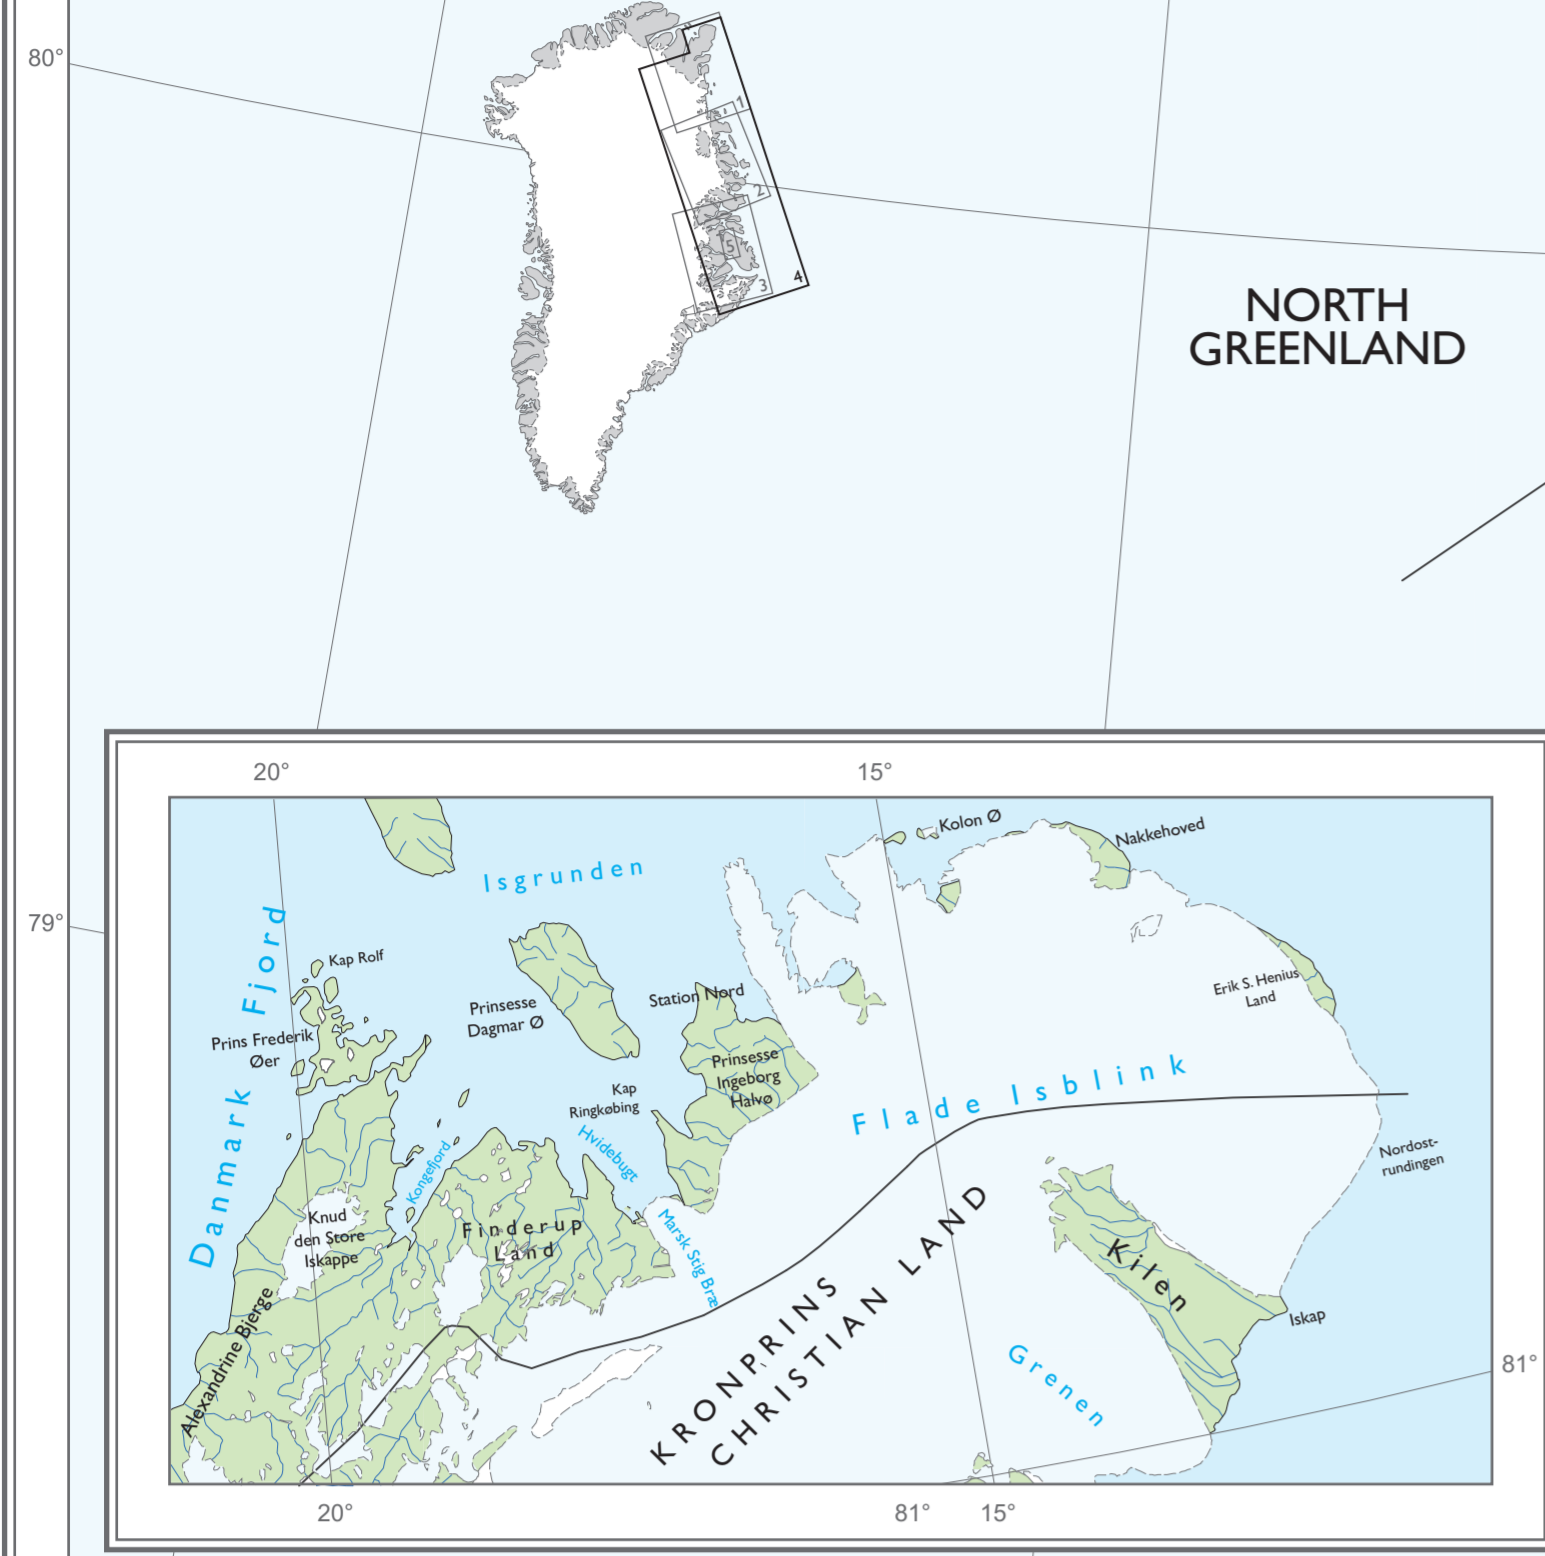 80°
1
2
5
3
4
NORTH
GREENLAND
79°
20°
15°
Kolon Ø
Nakkehoved
Isgrunden
Danmark Fjord
Kap Rolf
Prinsesse
Dagmar Ø
Station Nord
Erik S. Henius
Land
Prins Frederik
Øer
Prinsesse
Ingeborg
Halvø
Kap
Ringkøbing
Flade Isblink
Hvidebugt
Kongefjord
Nordost-
rundingen
Knud
den Store
Iskappe
Finderup
Land
Marsk Stig Bræ
Kilen
Iskap
Alexandrine Bjerge
KRONPRINS
CHRISTIAN LAND
Grenen
81°
20°
81°
15°